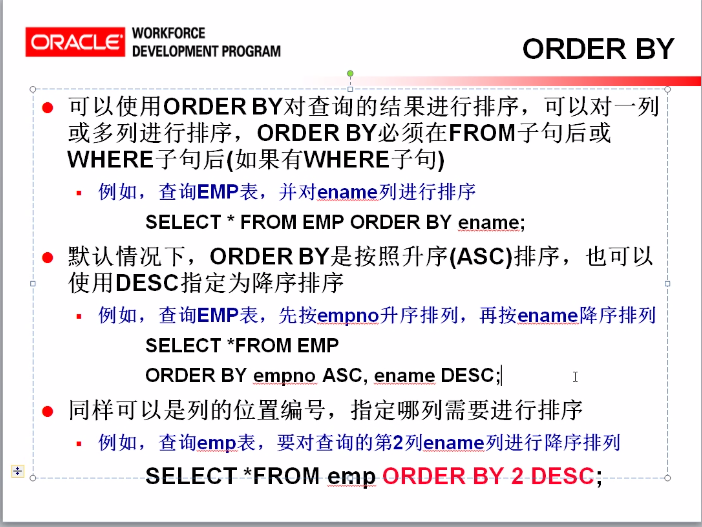 ORACLE WORKFORCE
DEVELOPMENT PROGRAM
ORDER BY
可以使用ORDER BY对查询的结果进行排序，可以对一列
或多列进行排序，ORDER BY必须在FROM子句后或
WHERE子句后(如果有WHERE子句)
例如，查询EMP表，并对ename列进行排序
SELECT * FROM EMP ORDER BY ename;
默认情况下，ORDER BY是按照升序(ASC)排序，也可以
使用DESC指定为降序排序
例如，查询EMP表，先按empno升序排列，再按ename降序排列
SELECT *FROM EMP
ORDER BY empno ASC, ename DESC;
同样可以是列的位置编号，指定哪列需要进行排序
例如，查询emp表，要对查询的第2列ename列进行降序排列
SELECT *FROM emp ORDER BY 2 DESC;